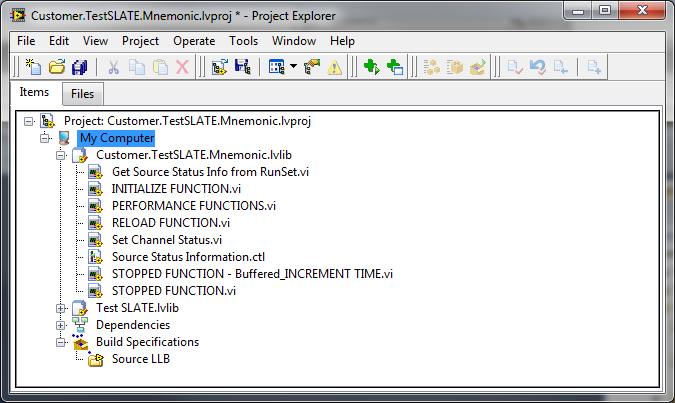 Customer.TestSLATE.Mnemonic.lvproj * - Project Explorer
File Edit View Project Operate Tools Window Help
Items Files
Project: Customer.TestSLATE.Mnemonic.lvproj
My Computer
Customer.TestSLATE.Mnemonic.lvlib
Get Source Status Info from RunSet.vi
INITIALIZE FUNCTION.vi
PERFORMANCE FUNCTIONS.vi
RELOAD FUNCTION.vi
Set Channel Status.vi
Source Status Information.ctl
STOPPED FUNCTION - Buffered_INCREMENT TIME.vi
STOPPED FUNCTION.vi
Test SLATE.lvlib
Dependencies
Build Specifications
Source LLB